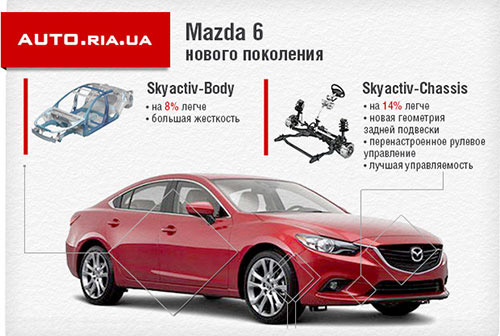 AUTO.RIA.UA
Mazda 6
нового поколения
Skyactiv-Body
• на 8% легче
• большая жесткость
Skyactiv-Chassis
• на 14% легче
• новая геометрия
задней подвески
• перенастроенное рулевое
управление
• лучшая управляемость